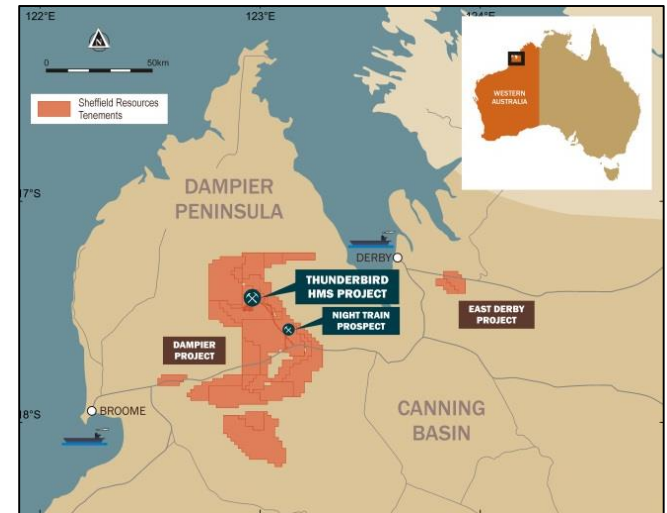 122°E
123°E
124°E
0
50km
Sheffield Resources
Tenements
WESTERN
AUSTRALIA
17°S
DAMPIER
PENINSULA
DERBY
THUNDERBIRD
HMS PROJECT
NIGHT TRAIN
PROSPECT
EAST DERBY
PROJECT
DAMPIER
PROJECT
18°S
BROOME
CANNING
BASIN